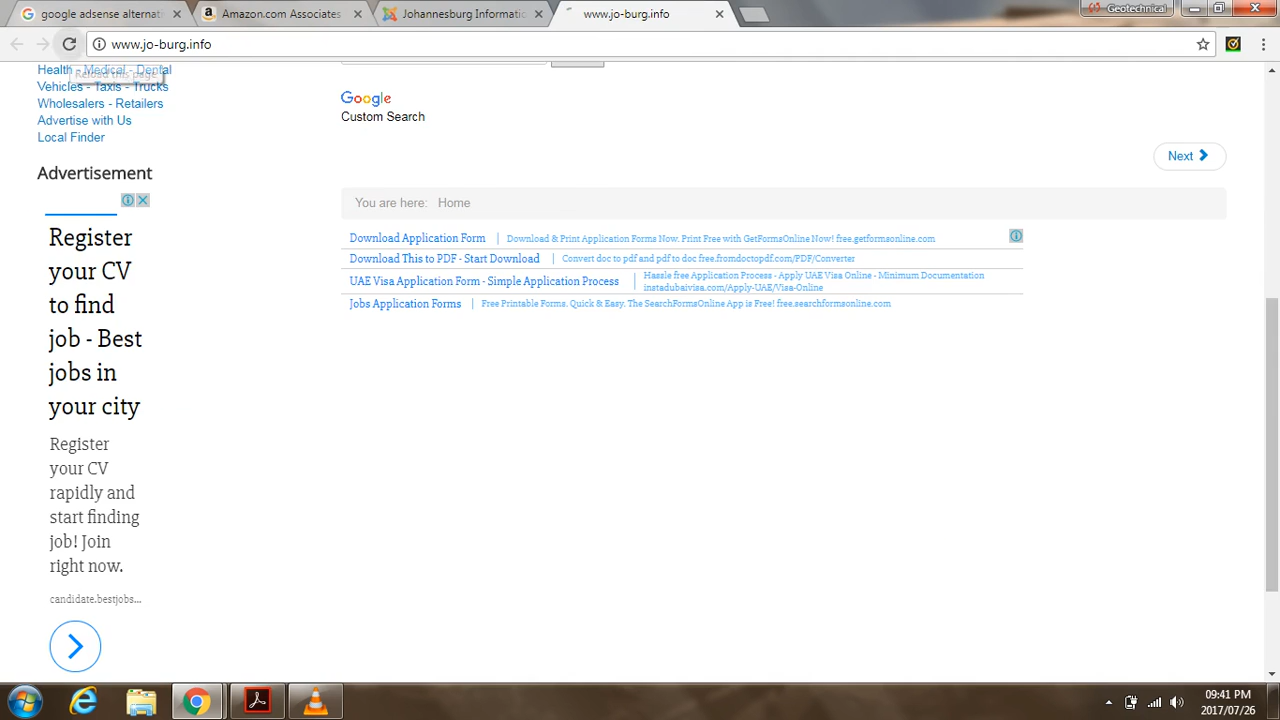 google adsense alternat
Amazon.com Associates
Johannesburg Informatic
www.jo-burg.info
Geotechnical
www.jo-burg.info
Health - Medical - Dental
Reload this page
Vehicles - Taxis - Trucks
Wholesalers - Retailers
Advertise with Us
Local Finder
Advertisement
Register
your CV
to find
job - Best
jobs in
your city
Register
your CV
rapidly and
start finding
job! Join
right now.
candidate.bestjobs...
Google
Custom Search
Next
You are here: Home
Download Application Form
Download & Print Application Forms Now. Print Free with GetFormsOnline Now! free.getformsonline.com
Download This to PDF - Start Download
Convert doc to pdf and pdf to doc free.fromdoctopdf.com/PDF/Converter
UAE Visa Application Form - Simple Application Process
Hassle free Application Process - Apply UAE Visa Online - Minimum Documentation
instadubaivisa.com/Apply-UAE/Visa-Online
Jobs Application Forms
Free Printable Forms. Quick & Easy. The SearchFormsOnline App is Free! free.searchformsonline.com
09:41 PM
2017/07/26